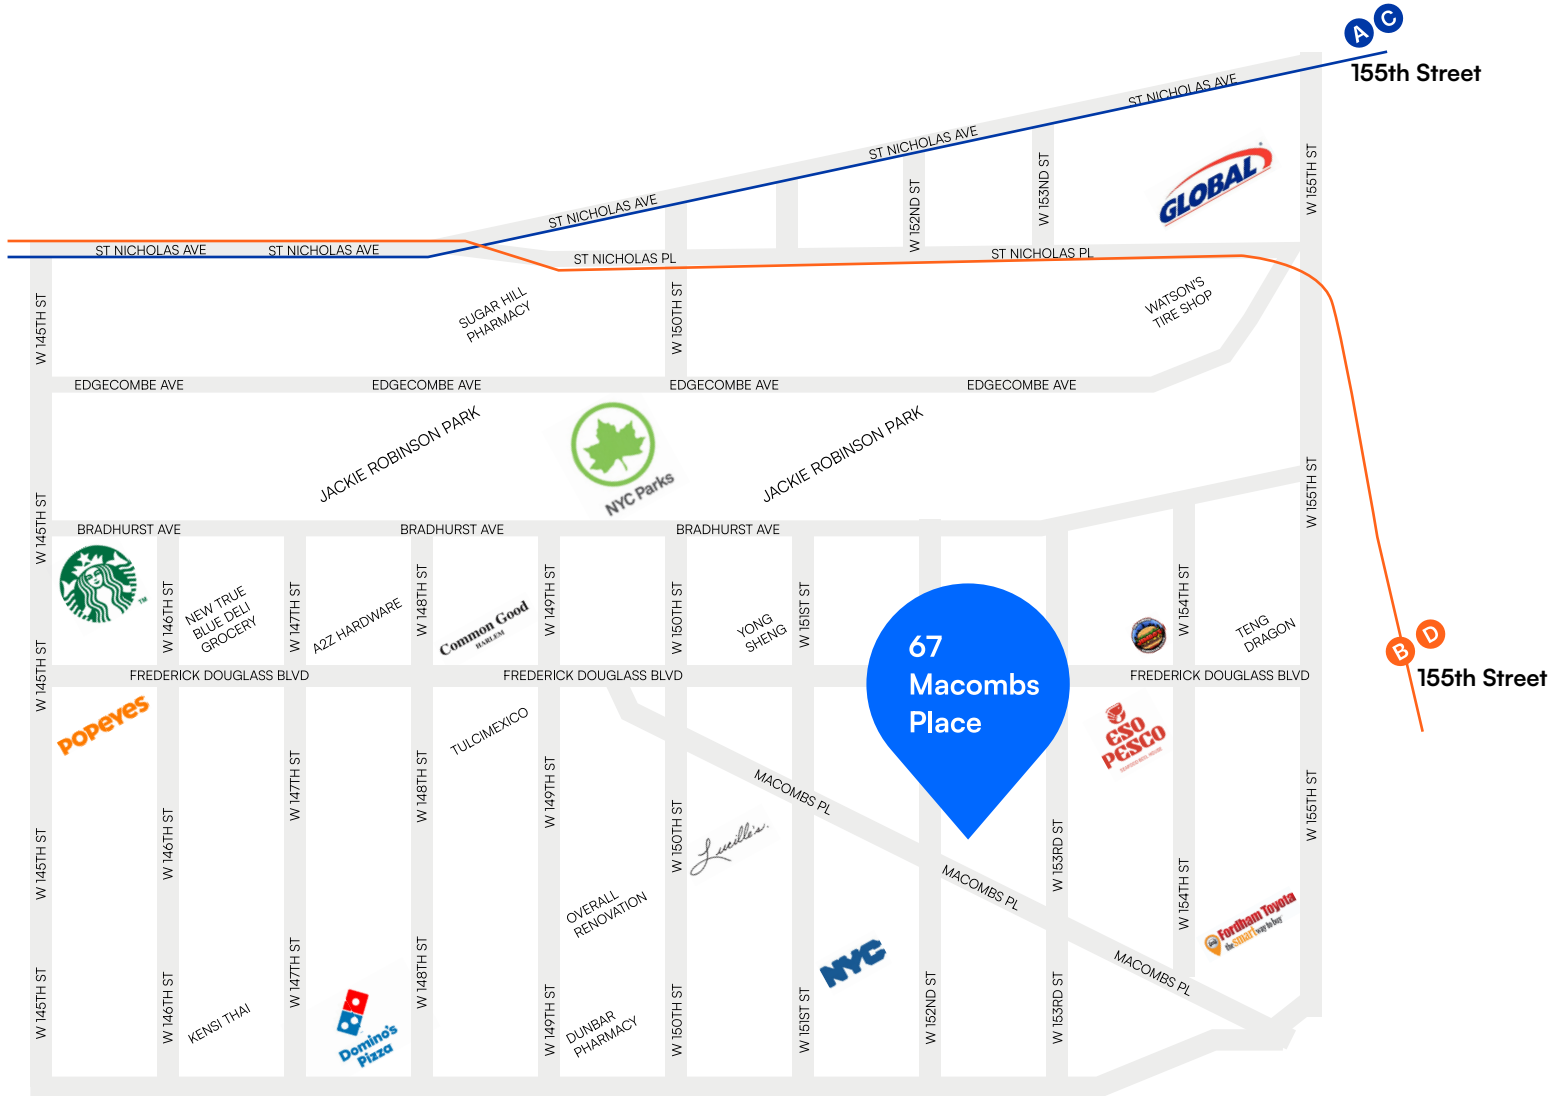 A C
155th Street
ST NICHOLAS AVE
ST NICHOLAS AVE
ST NICHOLAS AVE
ST NICHOLAS AVE
ST NICHOLAS AVE
ST NICHOLAS PL
ST NICHOLAS PL
W 152ND ST
W 153ND ST
GLOBAL
W 155TH ST
W 145TH ST
SUGAR HILL
PHARMACY
W 150TH ST
WATSON'S
TIRE SHOP
EDGECOMBE AVE
EDGECOMBE AVE
EDGECOMBE AVE
EDGECOMBE AVE
JACKIE ROBINSON PARK
NYC Parks
JACKIE ROBINSON PARK
W 155TH ST
W 145TH ST
BRADHURST AVE
BRADHURST AVE
BRADHURST AVE
TM
W 146TH ST
NEW TRUE
BLUE DELI
GROCERY
W 147TH ST
A2Z HARDWARE
W 148TH ST
Common Good
HARLEM
W 149TH ST
W 150TH ST
YONG
SHENG
W 151ST ST
67
Macombs
Place
W 154TH ST
TENG
DRAGON
B D
155th Street
W 145TH ST
FREDERICK DOUGLASS BLVD
FREDERICK DOUGLASS BLVD
FREDERICK DOUGLASS BLVD
POPEYES
TULCIMEXICO
ESO
PESCO
W 147TH ST
W 148TH ST
W 149TH ST
MACOMBS PL
W 155TH ST
W 145TH ST
W 146TH ST
W 150TH ST
Lucille's
W 153RD ST
MACOMBS PL
W 154TH ST
OVERALL
RENOVATION
Fordham Toyota
the smart way to buy
NYC
MACOMBS PL
W 145TH ST
W 146TH ST
KENSI THAI
W 147TH ST
Domino's
Pizza
W 148TH ST
W 149TH ST
DUNBAR
PHARMACY
W 150TH ST
W 151ST ST
W 152ND ST
W 153RD ST